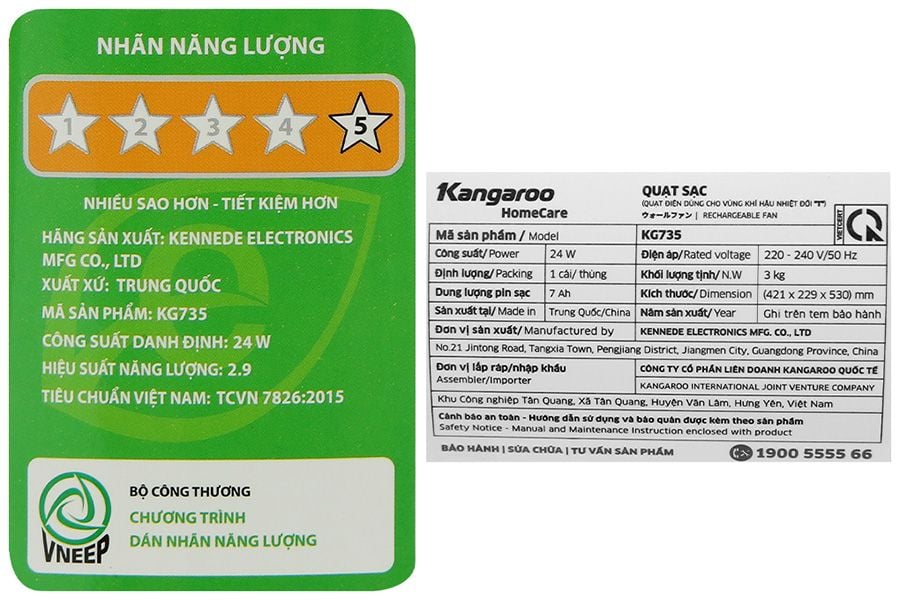 NHÃN NĂNG LƯỢNG
1 2 3 4 5
NHIỀU SAO HƠN - TIẾT KIỆM HƠN
HÃNG SẢN XUẤT: KENNEDE ELECTRONICS
MFG CO., LTD
XUẤT XỨ: TRUNG QUỐC
MÃ SẢN PHẨM: KG735
CÔNG SUẤT DANH ĐỊNH: 24 W
HIỆU SUẤT NĂNG LƯỢNG: 2.9
TIÊU CHUẨN VIỆT NAM: TCVN 7826:2015
VNEEP
BỘ CÔNG THƯƠNG
CHƯƠNG TRÌNH
DÁN NHÃN NĂNG LƯỢNG
Kangaroo
HomeCare
QUẠT SẠC
(QUẠT ĐIỆN DÙNG CHO VÙNG KHÍ HẬU NHIỆT ĐỚI "T")
ウォールファン | RECHARGEABLE FAN
VIETCERT
Mã sản phẩm / Model KG735
Công suất/ Power 24 W Điện áp/Rated voltage 220 - 240 V/50 Hz
Định lượng/ Packing 1 cái/ thùng Khối lượng tịnh/ N.W 3 kg
Dung lượng pin sạc 7 Ah Kích thước/ Dimension (421 x 229 x 530) mm
Sản xuất tại/ Made in Trung Quốc/China Năm sản xuất/ Year Ghi trên tem bảo hành
Đơn vị sản xuất/ Manufactured by KENNEDE ELECTRONICS MFG. CO., LTD
No.21 Jintong Road, Tangxia Town, Pengjiang District, Jiangmen City, Guangdong Province, China
Đơn vị lắp ráp/nhập khẩu CÔNG TY CỔ PHẦN LIÊN DOANH KANGAROO QUỐC TẾ
Assembler/Importer KANGAROO INTERNATIONAL JOINT VENTURE COMPANY
Khu Công nghiệp Tân Quang, Xã Tân Quang, Huyện Văn Lâm, Hưng Yên, Việt Nam
Cảnh báo an toàn - Hướng dẫn sử dụng và bảo quản được kèm theo sản phẩm
Safety Notice - Manual and Maintenance Instruction enclosed with product
BẢO HÀNH | SỬA CHỮA | TƯ VẤN SẢN PHẨM 1900 5555 66